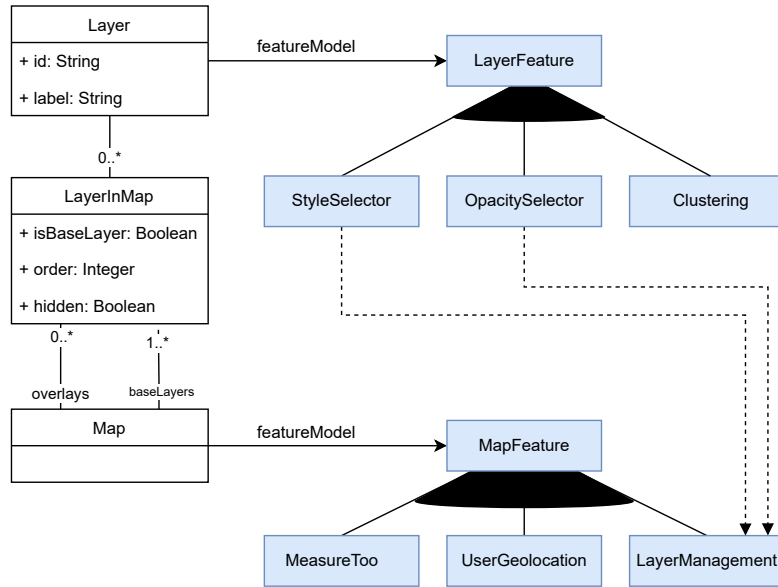 Layer
+ id: String
+ label: String
featureModel
LayerFeature
0..*
LayerInMap
+ isBaseLayer: Boolean
+ order: Integer
+ hidden: Boolean
StyleSelector
OpacitySelector
Clustering
0..*
1..*
overlays
baseLayers
Map
featureModel
MapFeature
MeasureToo
UserGeolocation
LayerManagement